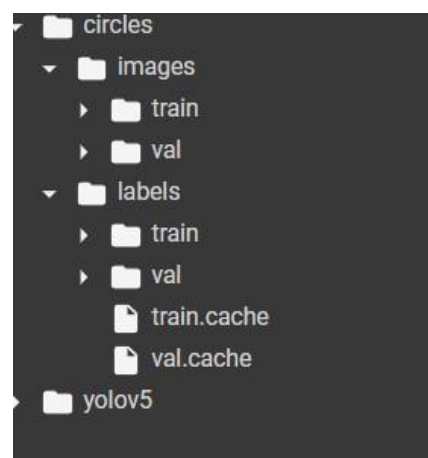 circles
images
train
val
labels
train
val
train.cache
val.cache
yolov5